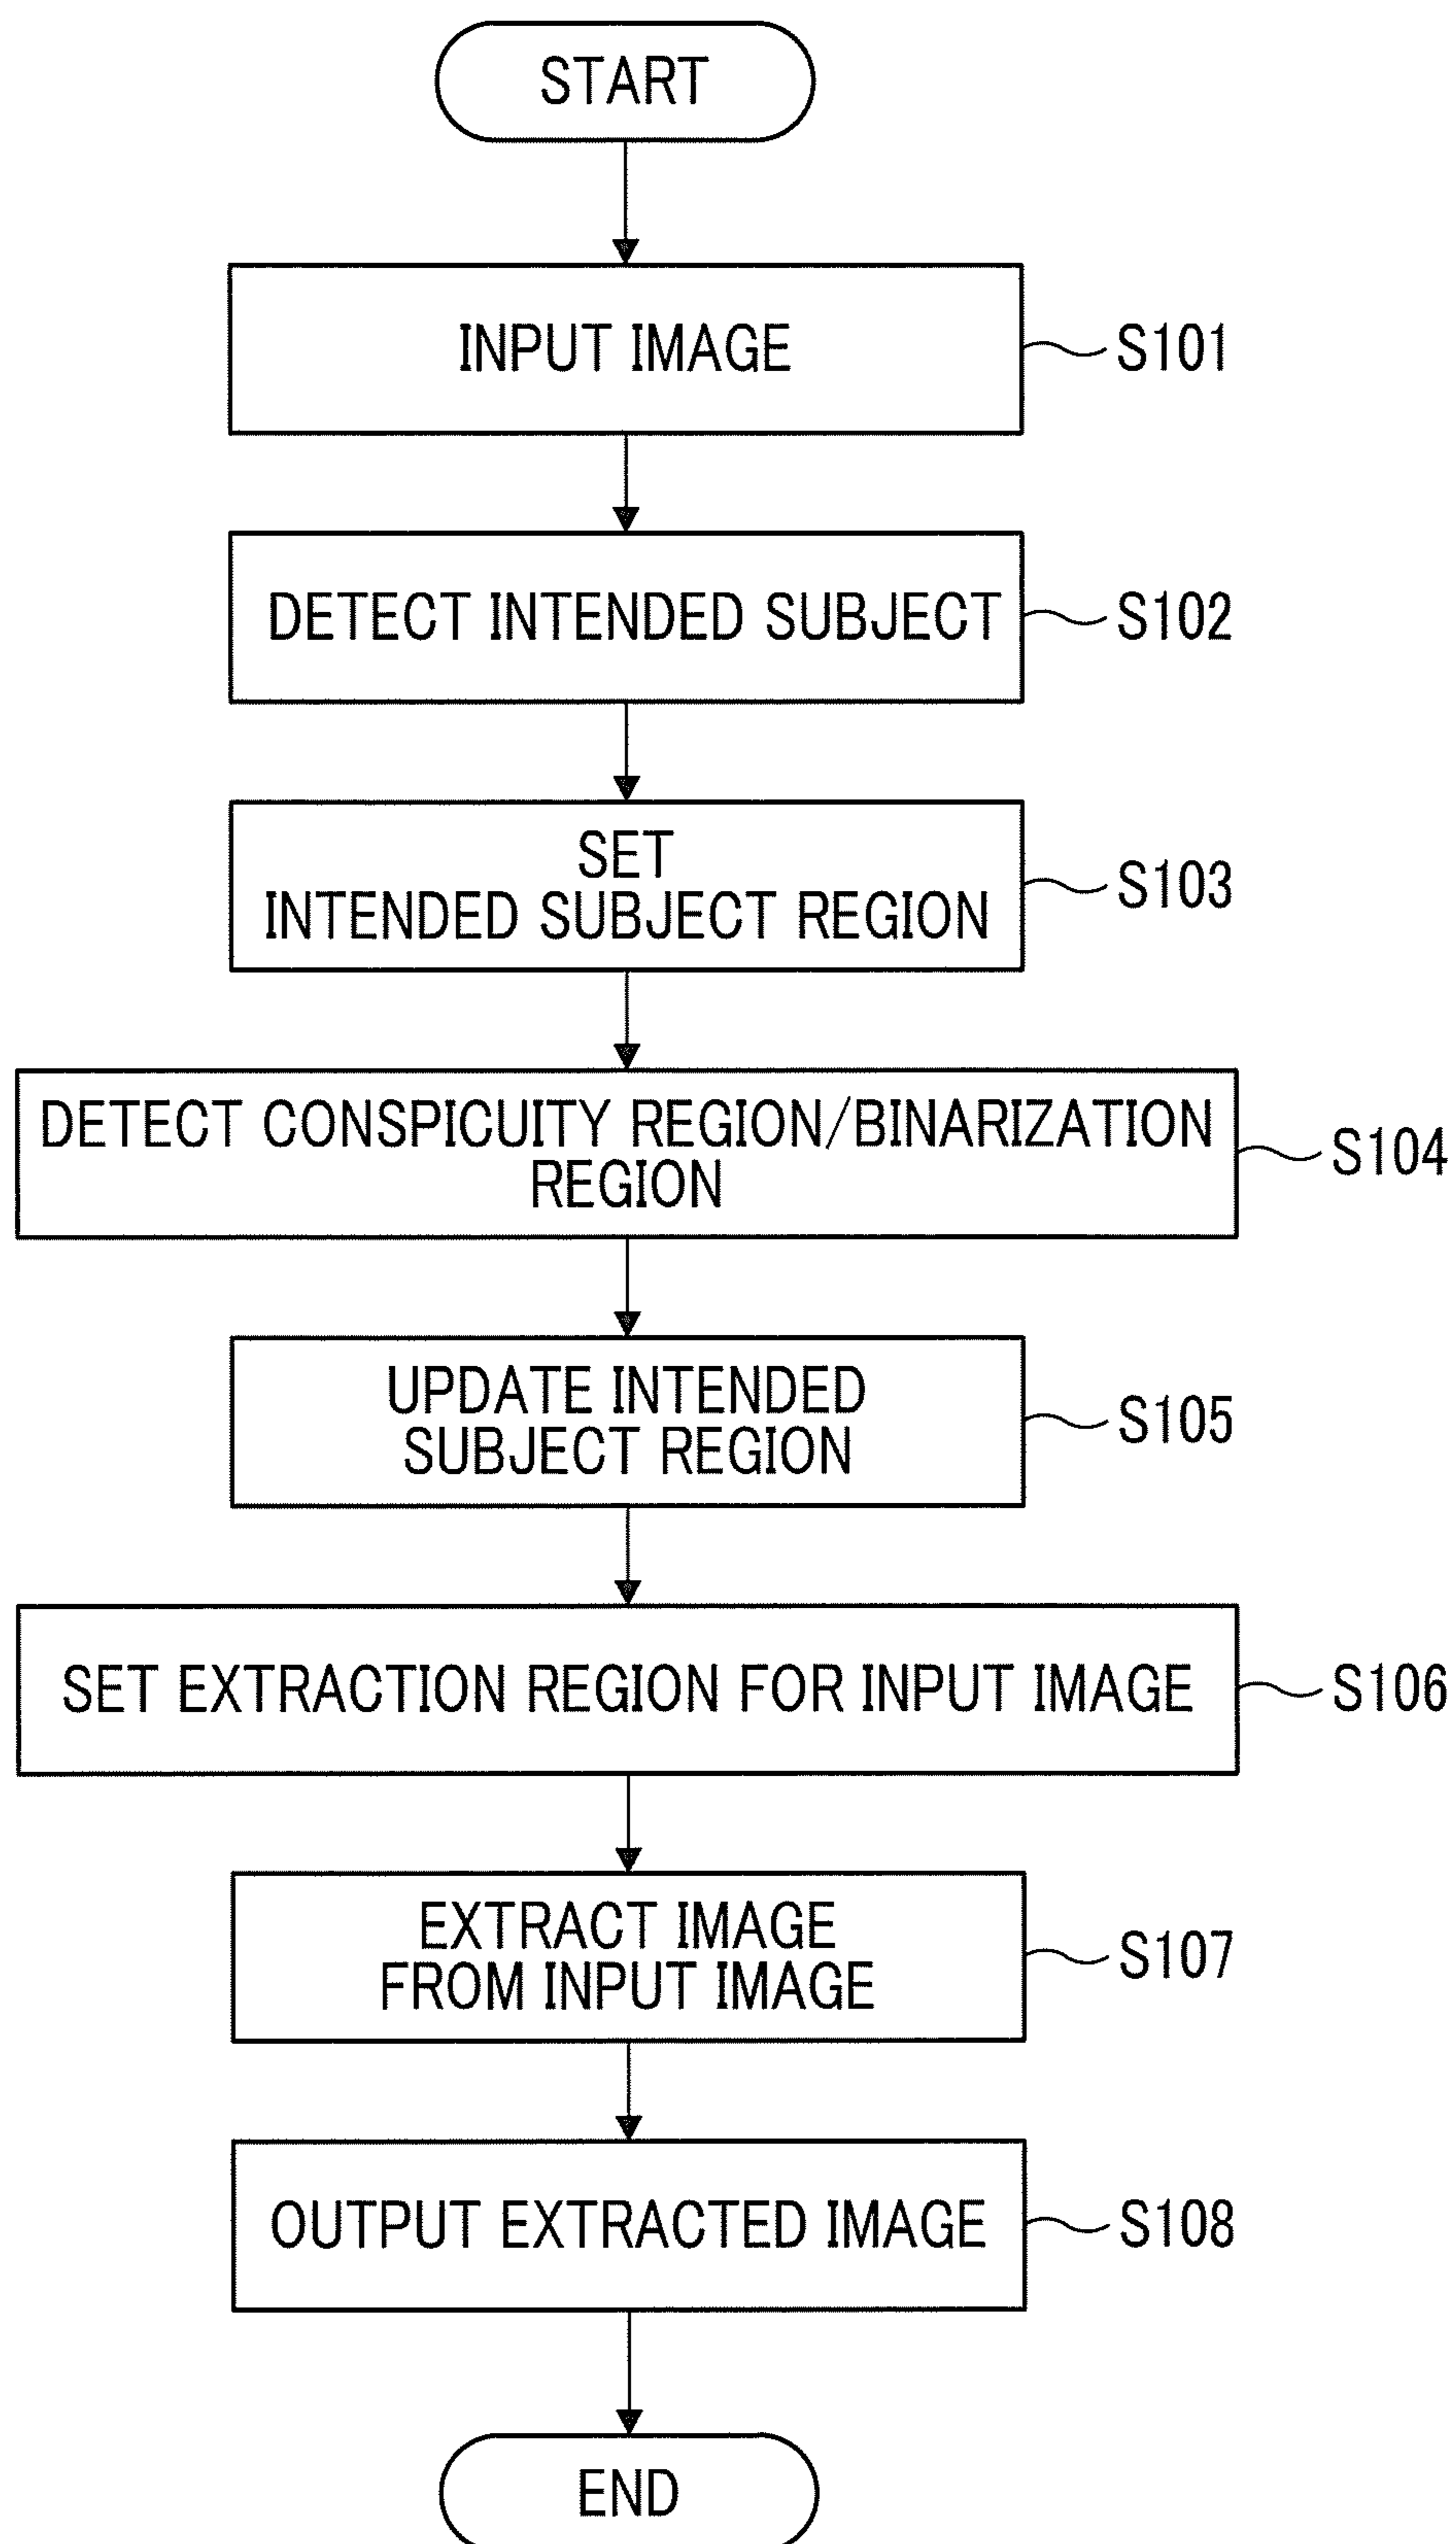 START
INPUT IMAGE
S101
DETECT INTENDED SUBJECT
S102
SET
INTENDED SUBJECT REGION
S103
DETECT CONSPICUITY REGION/BINARIZATION
REGION
S104
UPDATE INTENDED
SUBJECT REGION
S105
SET EXTRACTION REGION FOR INPUT IMAGE
S106
EXTRACT IMAGE
FROM INPUT IMAGE
S107
OUTPUT EXTRACTED IMAGE
S108
END